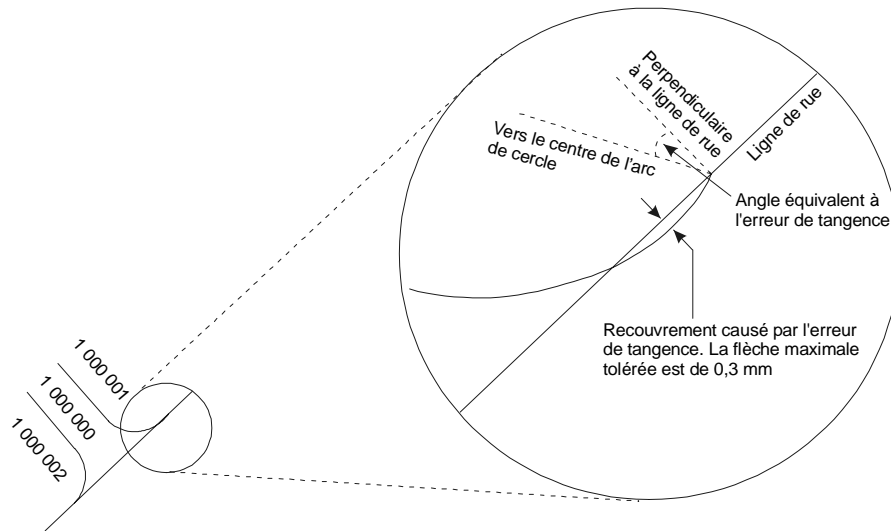 Perpendiculaire
à la ligne de rue
Ligne de rue
Vers le centre de l'arc
de cercle
Angle équivalent à
l'erreur de tangence
Recouvrement causé par l'erreur
de tangence. La flèche maximale
tolérée est de 0,3 mm
1 000 001
1 000 000
1 000 002